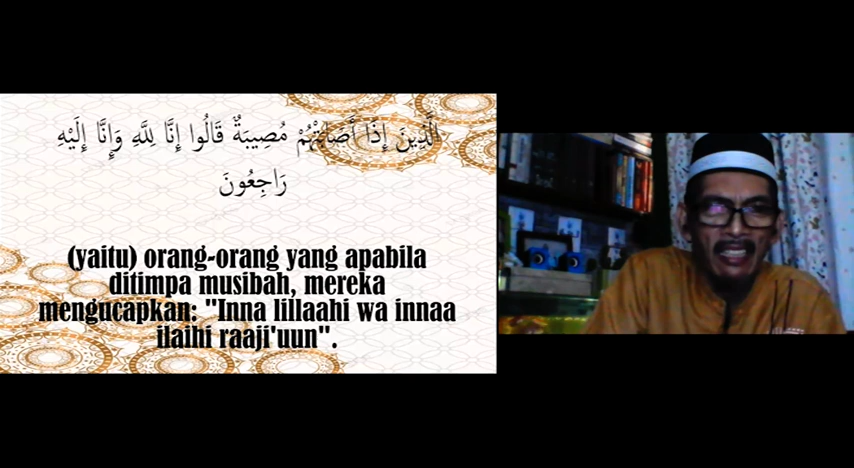 الَّذِينَ إِذَا أَصَابَتْهُمْ مُصِيبَةٌ قَالُوا إِنَّا لِلَّهِ وَإِنَّا إِلَيْهِ
رَاجِعُونَ
(yaitu) orang-orang yang apabila
ditimpa musibah, mereka
mengucapkan: "Inna lillaahi wa innaa
ilaihi raaji'uun".